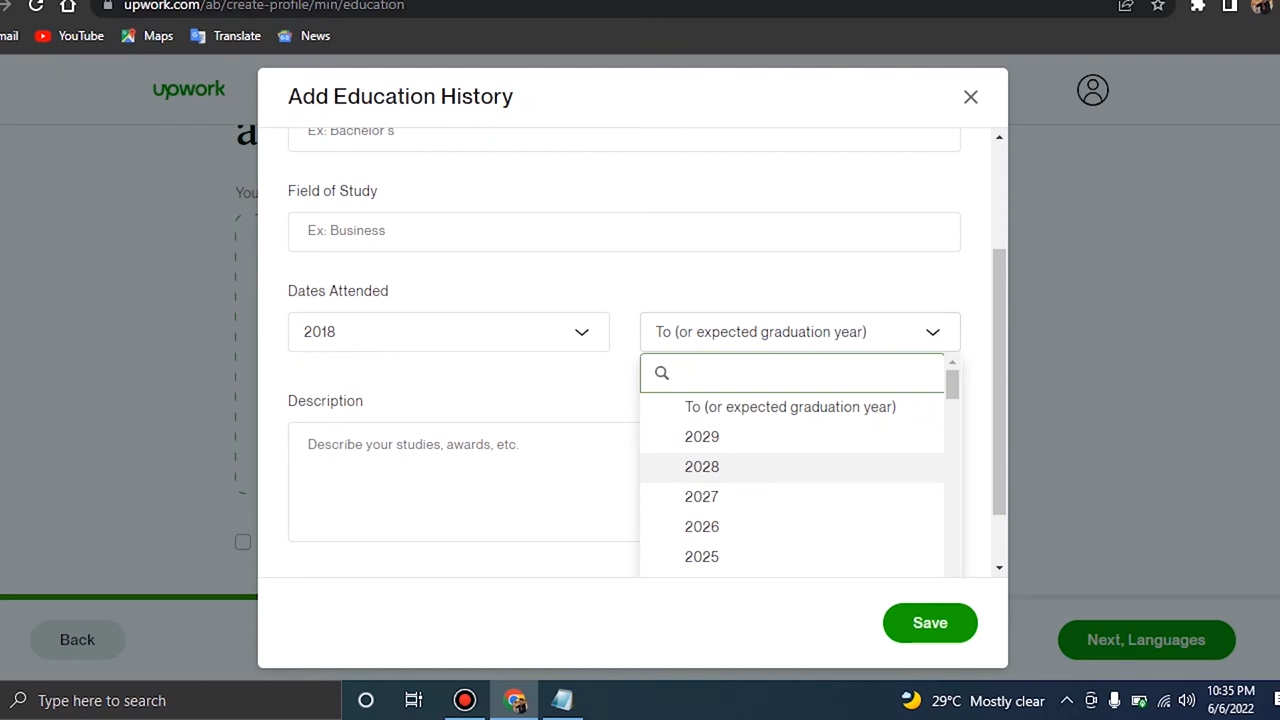 upwork.com/ab/create-profile/min/education
mail YouTube Maps Translate News
upwork
Add Education History
Ex: Bachelor's
a
You
Field of Study
Ex: Business
Dates Attended
2018
To (or expected graduation year)
To (or expected graduation year)
2029
2028
2027
2026
2025
Description
Describe your studies, awards, etc.
Save
Back
Next, Languages
Type here to search
29°C Mostly clear
10:35 PM
6/6/2022